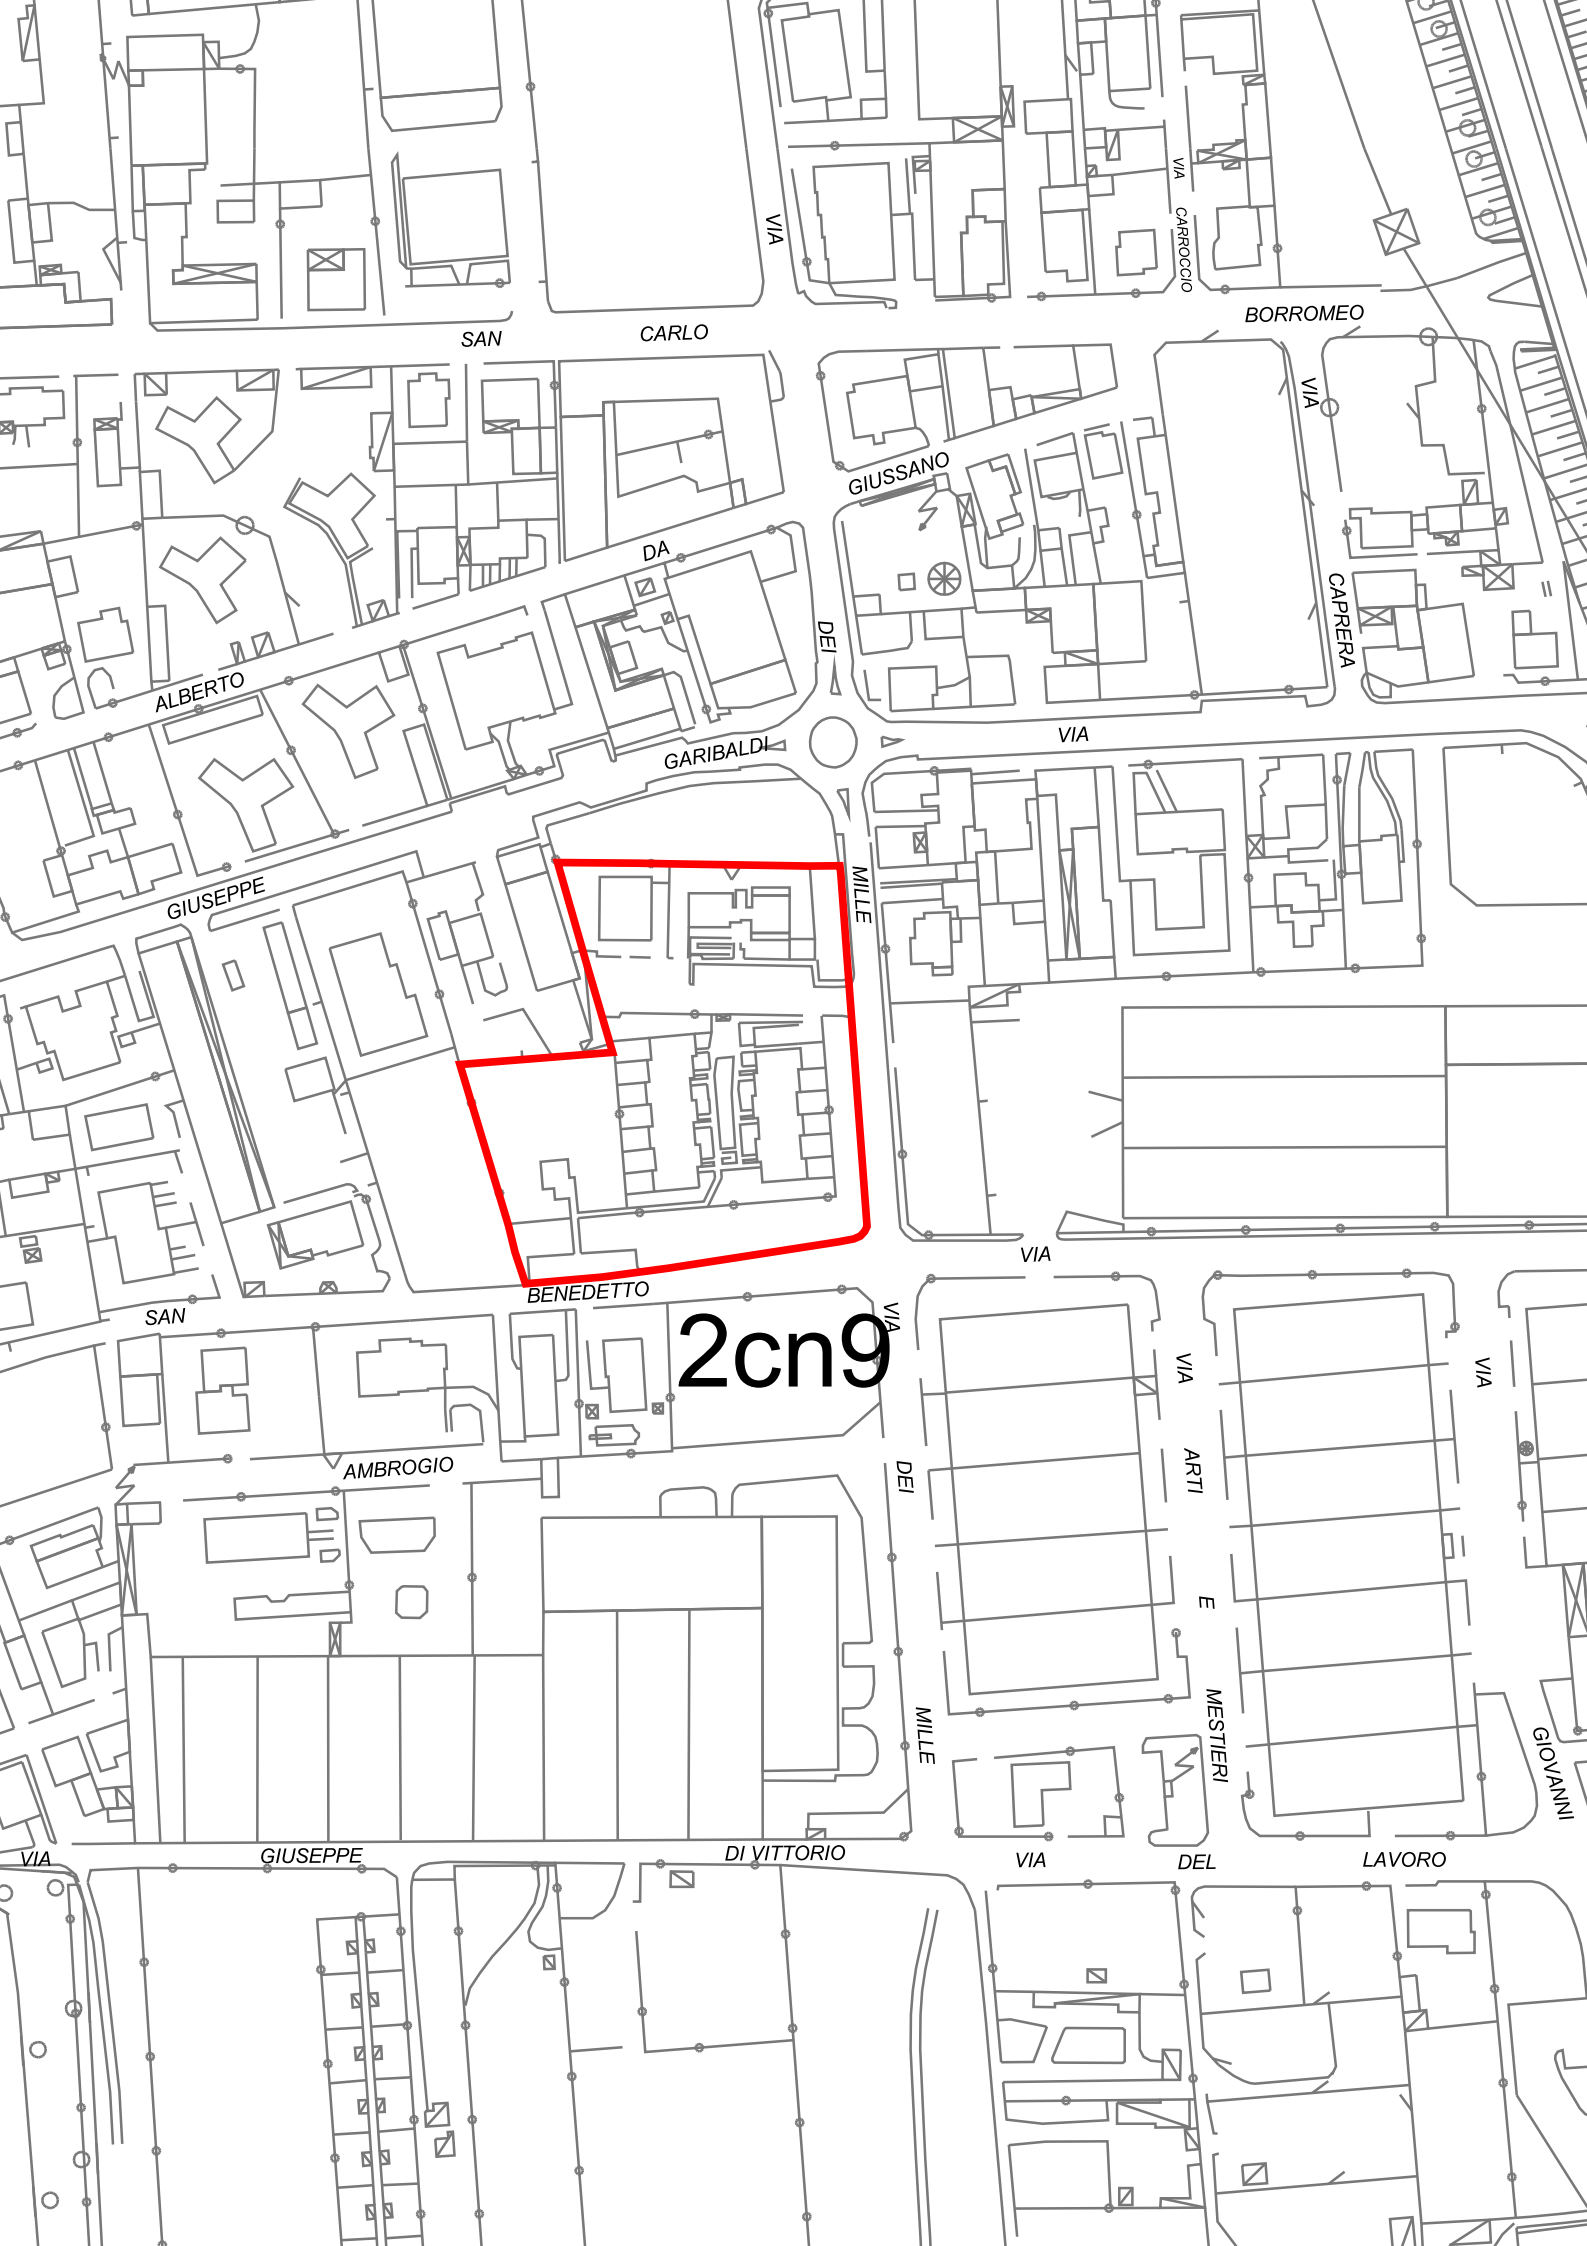 VIA
CARROCCIO
VIA
SAN
CARLO
BORROMEO
VIA
GIUSSANO
DA
ALBERTO
DEI
CAPRERA
GARIBALDI
VIA
GIUSEPPE
MILLE
VIA
BENEDETTO
SAN
VIA
2cn9
VIA
VIA
AMBROGIO
DEI
ARTI
E
MILLE
MESTIERI
GIOVANNI
VIA
GIUSEPPE
DI VITTORIO
VIA
DEL
LAVORO